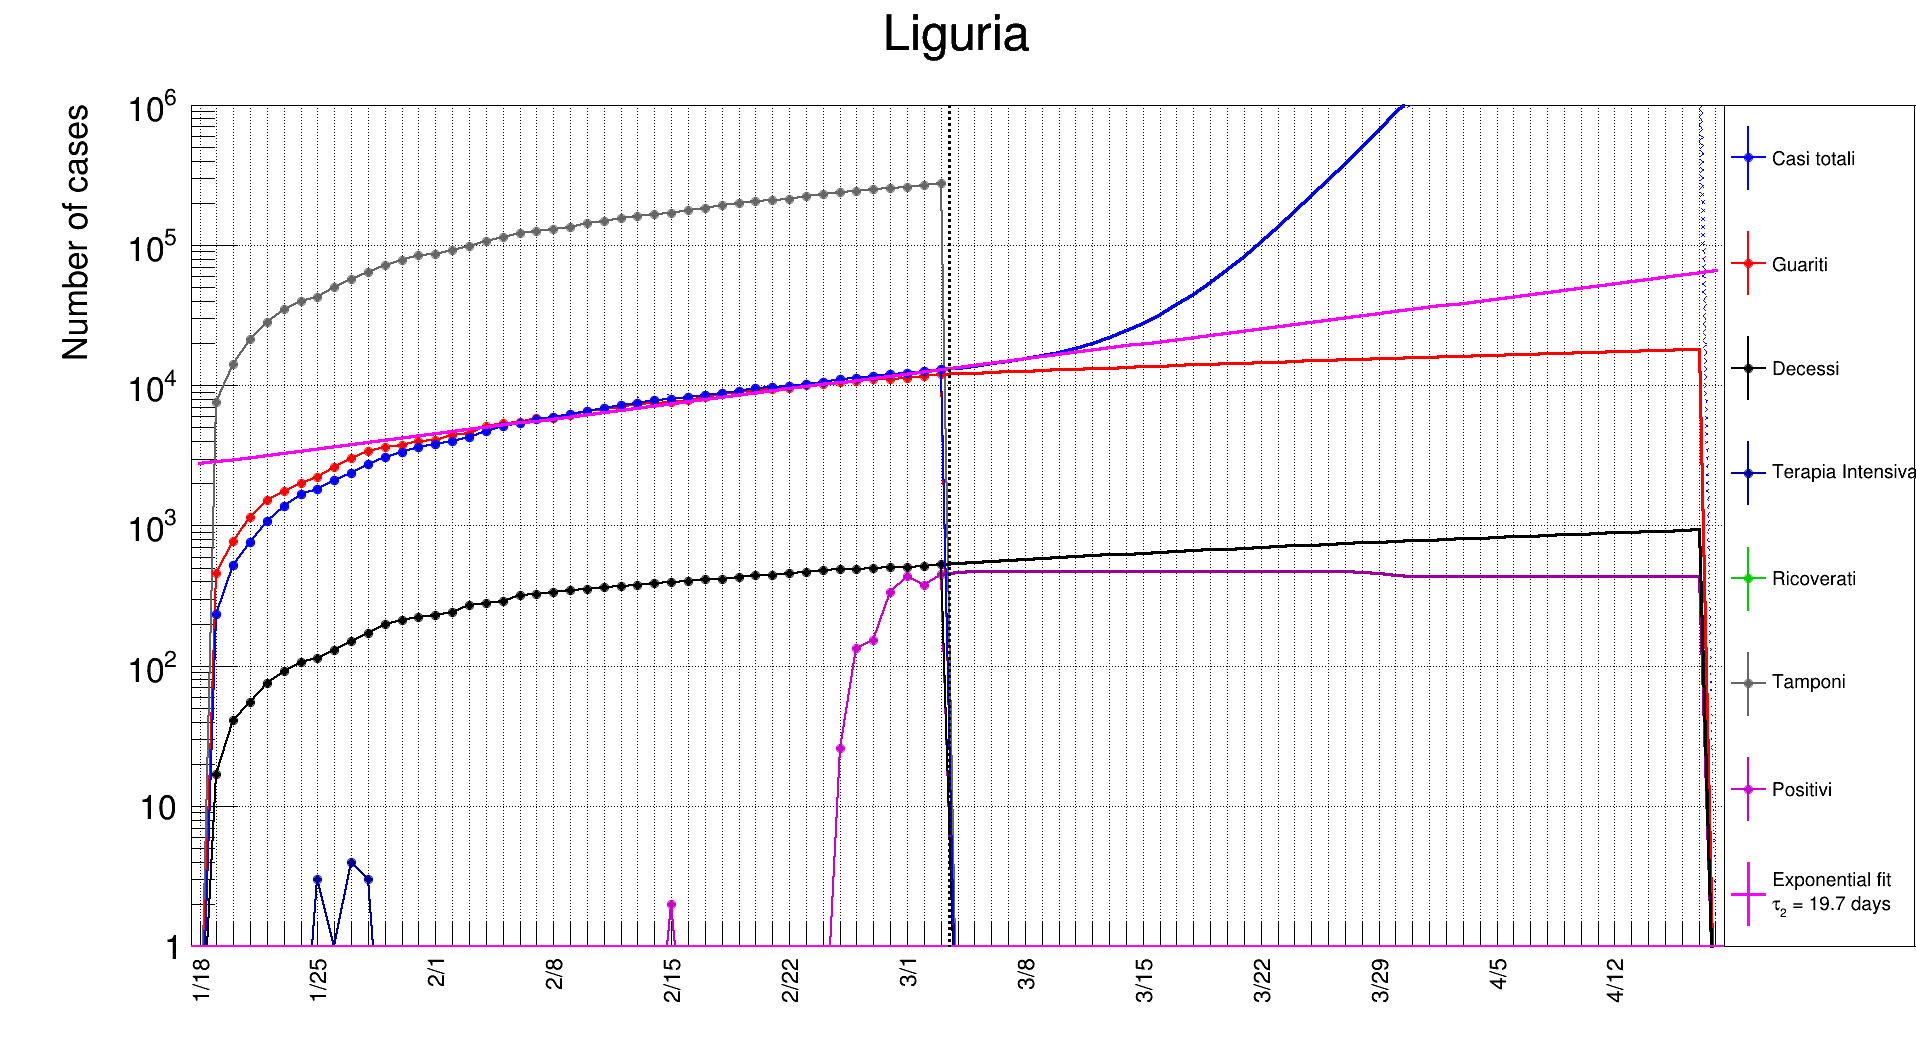 Liguria
Number of cases
10^6
10^5
10^4
10^3
10^2
10
1
1/18
1/25
2/1
2/8
2/15
2/22
3/1
3/8
3/15
3/22
3/29
4/5
4/12
Casi totali
Guariti
Decessi
Terapia Intensiva
Ricoverati
Tamponi
Positivi
Exponential fit
τ₂ = 19.7 days